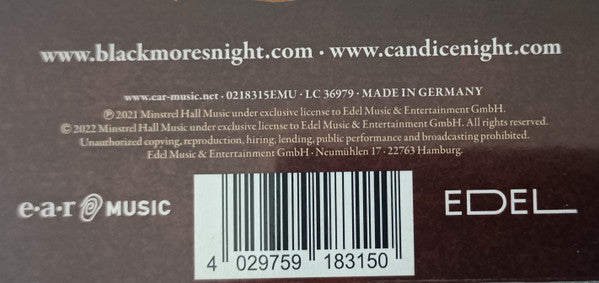 www.blackmoresnight.com · www.candicenight.com
www.ear-music.net · 0218315EMU · LC 36979 · MADE IN GERMANY
℗ 2021 Minstrel Hall Music under exclusive license to Edel Music & Entertainment GmbH.
© 2022 Minstrel Hall Music under exclusive license to Edel Music & Entertainment GmbH. All rights reserved.
Unauthorized copying, reproduction, hiring, lending, public performance and broadcasting prohibited.
Edel Music & Entertainment GmbH · Neumühlen 17 · 22763 Hamburg.
e·a·r MUSIC
EDEL
4 029759 183150